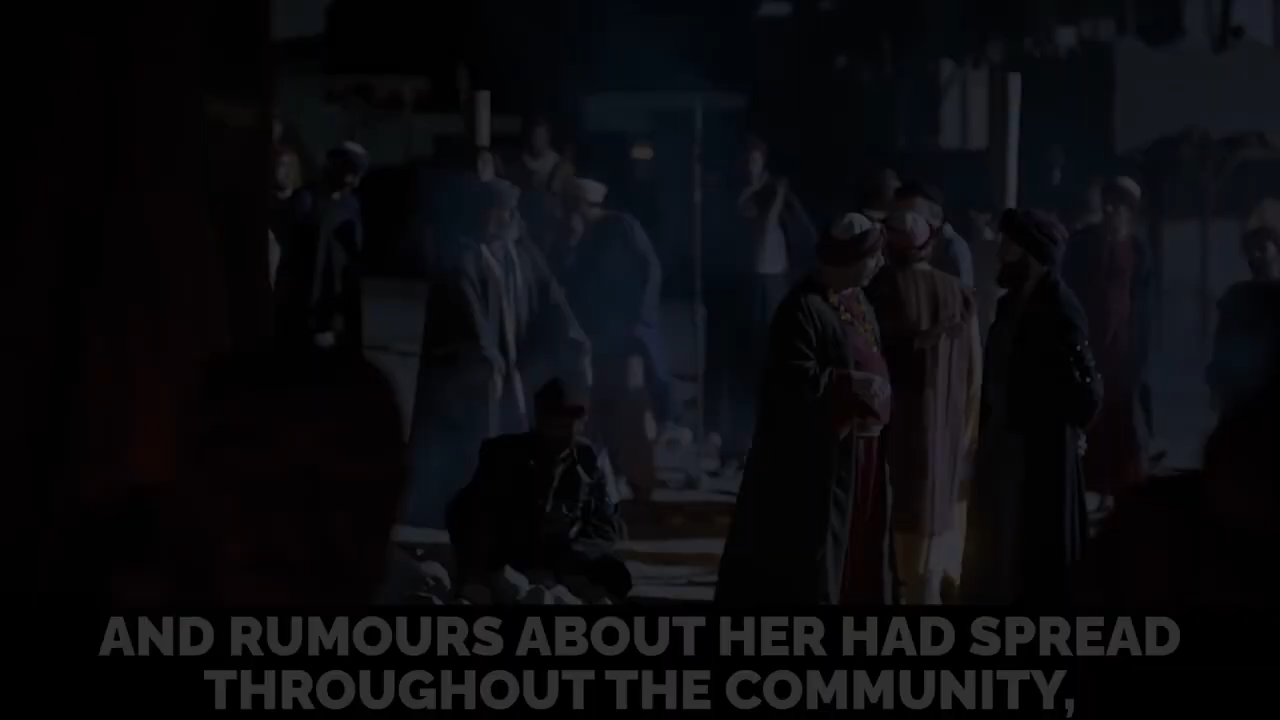 AND RUMOURS ABOUT HER HAD SPREAD
THROUGHOUT THE COMMUNITY,